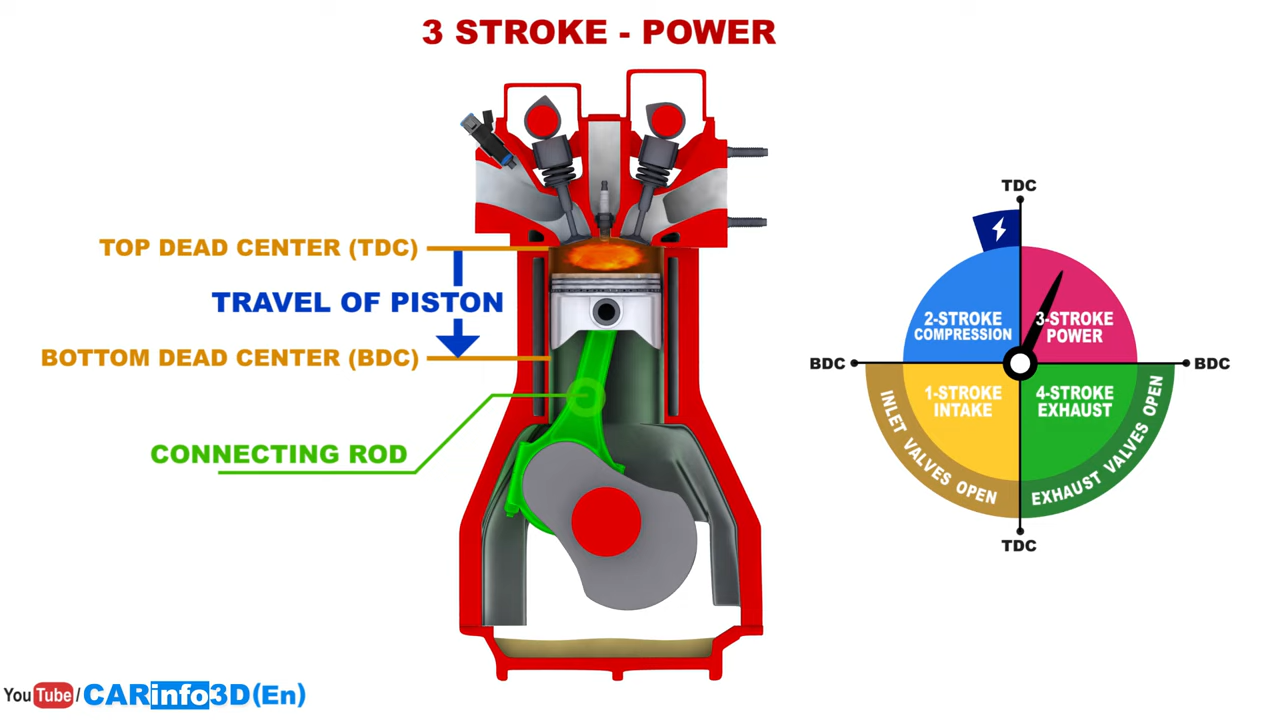 3 STROKE - POWER
TOP DEAD CENTER (TDC)
TRAVEL OF PISTON
BOTTOM DEAD CENTER (BDC)
CONNECTING ROD
TDC
2-STROKE
COMPRESSION
3-STROKE
POWER
BDC
BDC
1-STROKE
INTAKE
4-STROKE
EXHAUST
INLET VALVES OPEN
EXHAUST VALVES OPEN
TDC
YouTube/CARinfo3D(En)